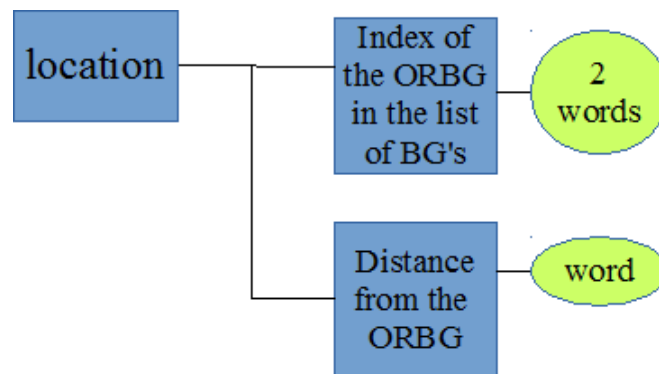 location
Index of
the ORBG
in the list
of BG's
2
words
Distance
from the
ORBG
word